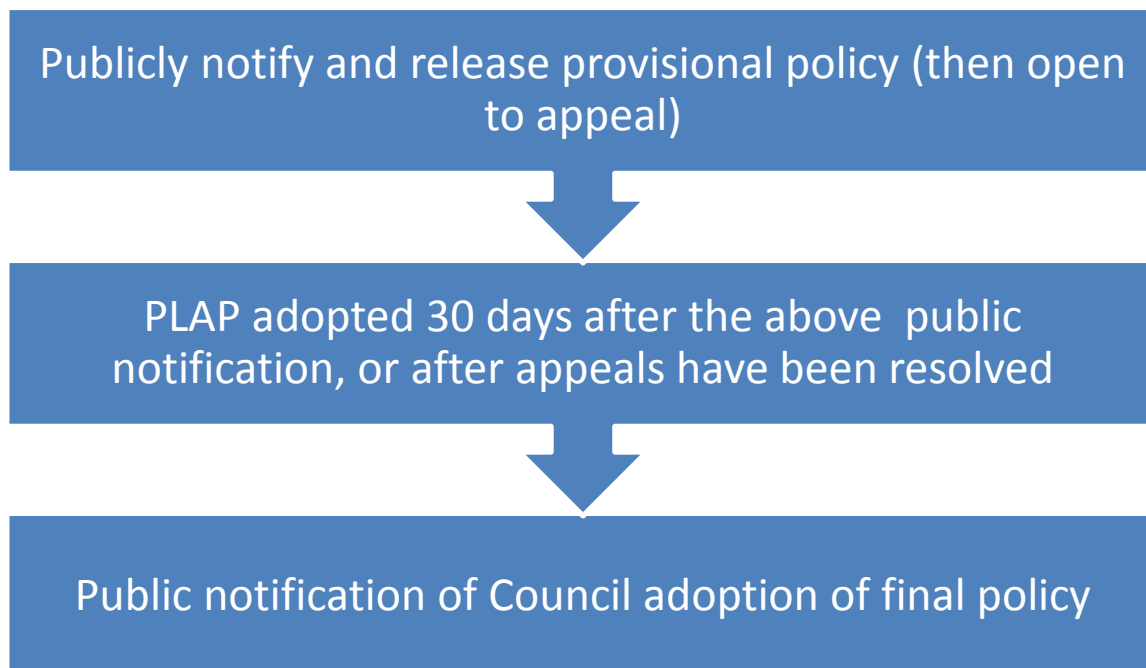 Publicly notify and release provisional policy (then open
to appeal)
PLAP adopted 30 days after the above  public
notification, or after appeals have been resolved
Public notification of Council adoption of final policy